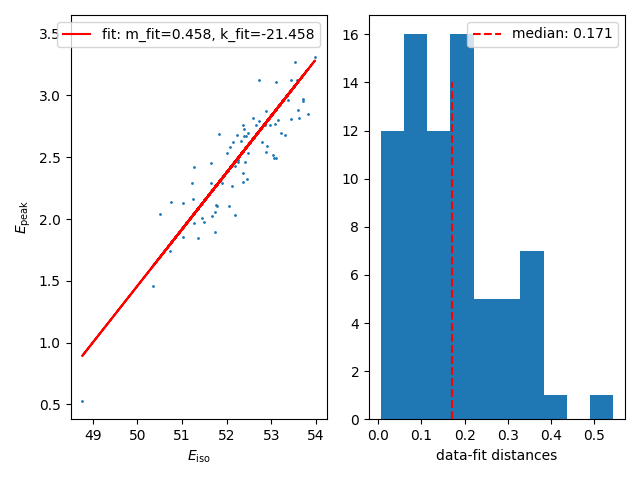 fit: m_fit=0.458, k_fit=-21.458
3.5
3.0
2.5
2.0
1.5
1.0
0.5
E_peak
49 50 51 52 53 54
E_iso
median: 0.171
16
14
12
10
8
6
4
2
0
0.0 0.1 0.2 0.3 0.4 0.5
data-fit distances